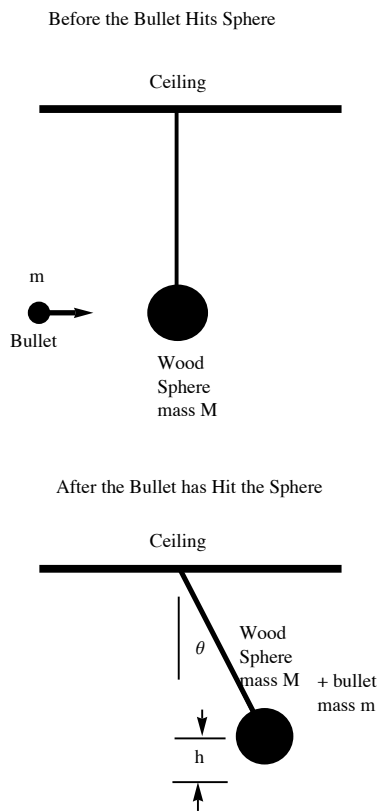 Before the Bullet Hits Sphere
Ceiling
m
Bullet
Wood
Sphere
mass M
After the Bullet has Hit the Sphere
Ceiling
θ
Wood
Sphere
mass M
+ bullet
mass m
h